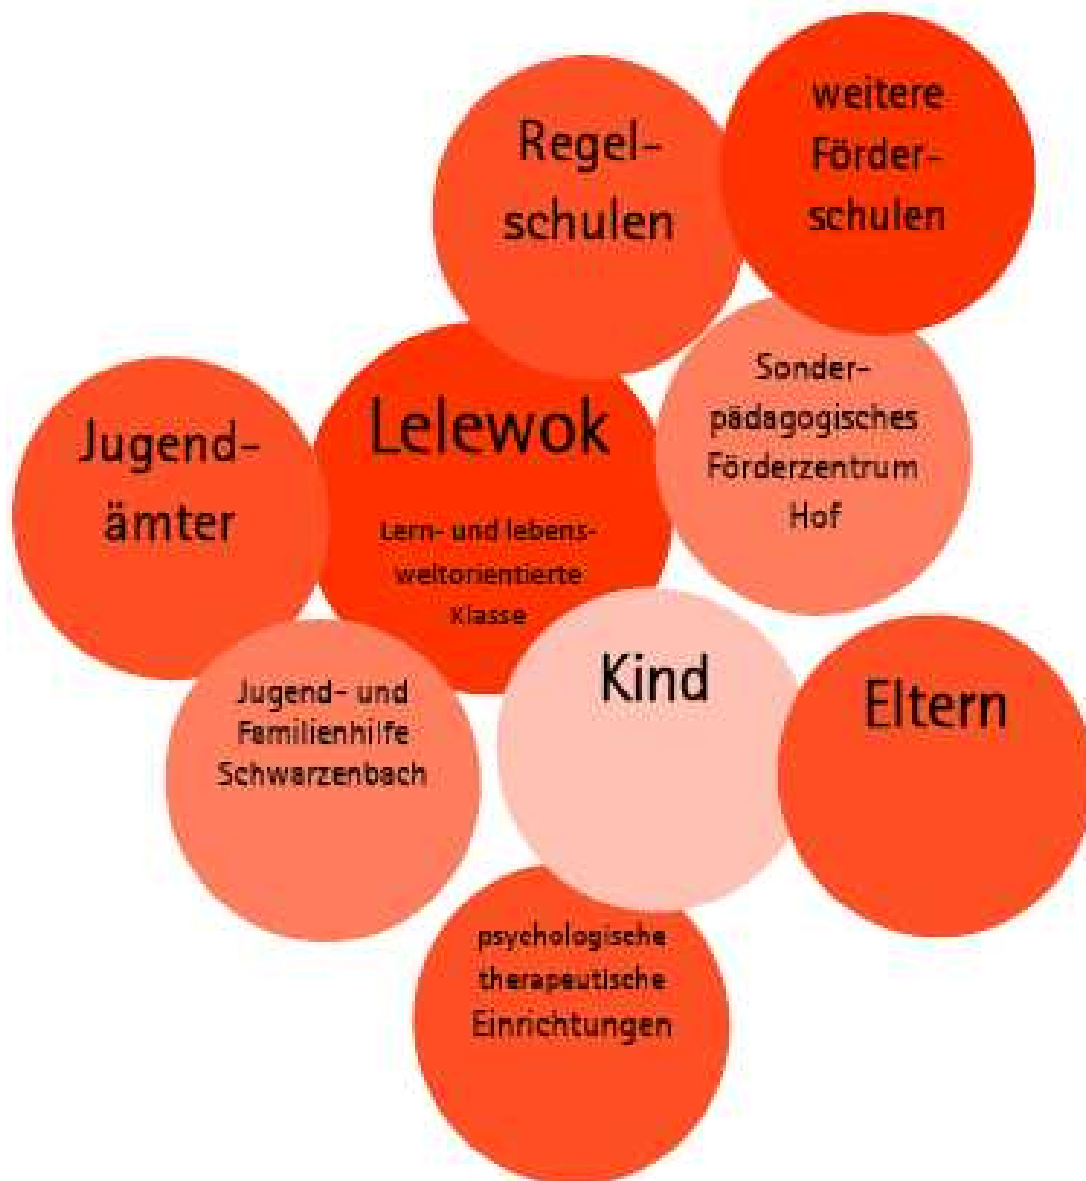 Regel-
schulen
weitere
Förder-
schulen
Jugend-
ämter
Lelewok
Lern- und lebens-
weltorientierte
Klasse
Sonder-
pädagogisches
Förderzentrum
Hof
Jugend- und
Familienhilfe
Schwarzenbach
Kind
Eltern
psychologische
therapeutische
Einrichtungen